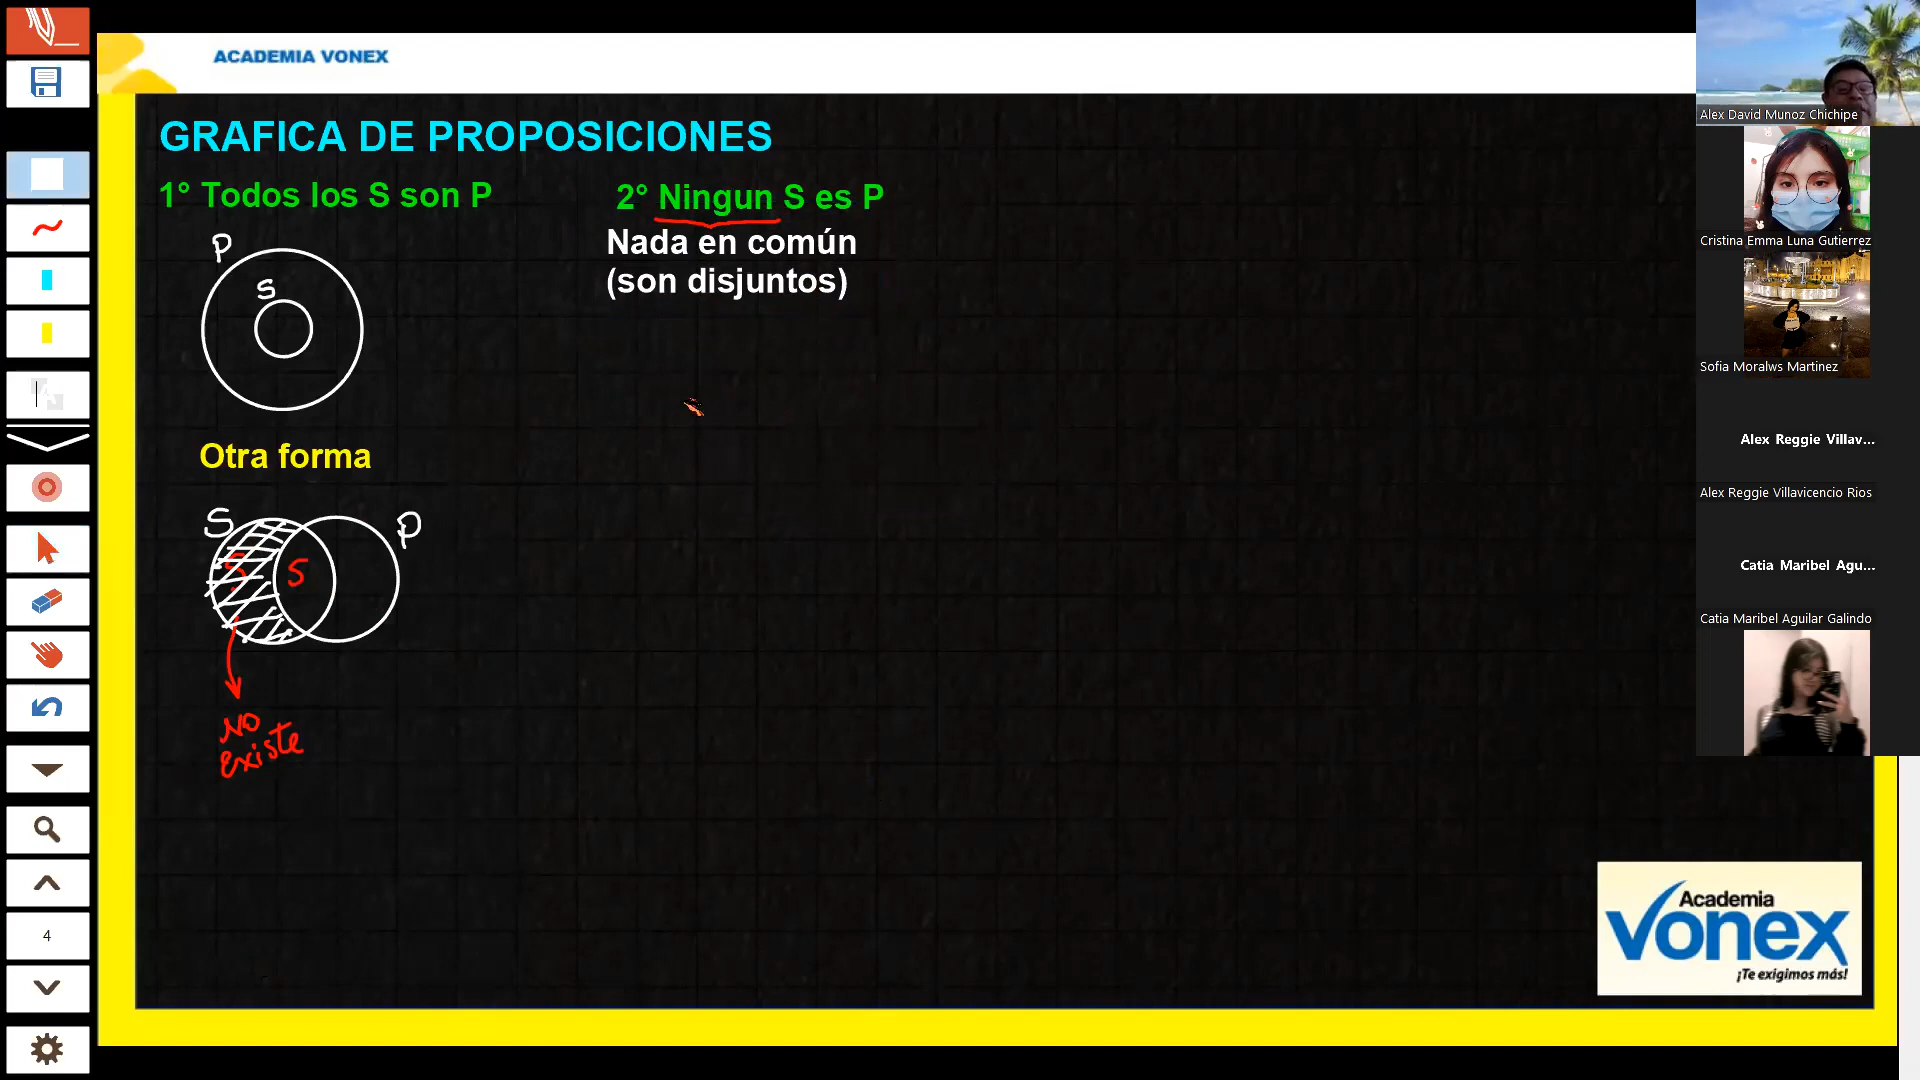 ACADEMIA VONEX
GRAFICA DE PROPOSICIONES
1° Todos los S son P
2° Ningun S es P
Nada en común
(son disjuntos)
P
S
Otra forma
S
P
S
S
NO
Existe
4
Academia
vonex
¡Te exigimos más!
Alex David Munoz Chichipe
Cristina Emma Luna Gutierrez
Sofia Moralws Martinez
Alex Reggie Villav...
Alex Reggie Villavicencio Rios
Catia Maribel Agu...
Catia Maribel Aguilar Galindo